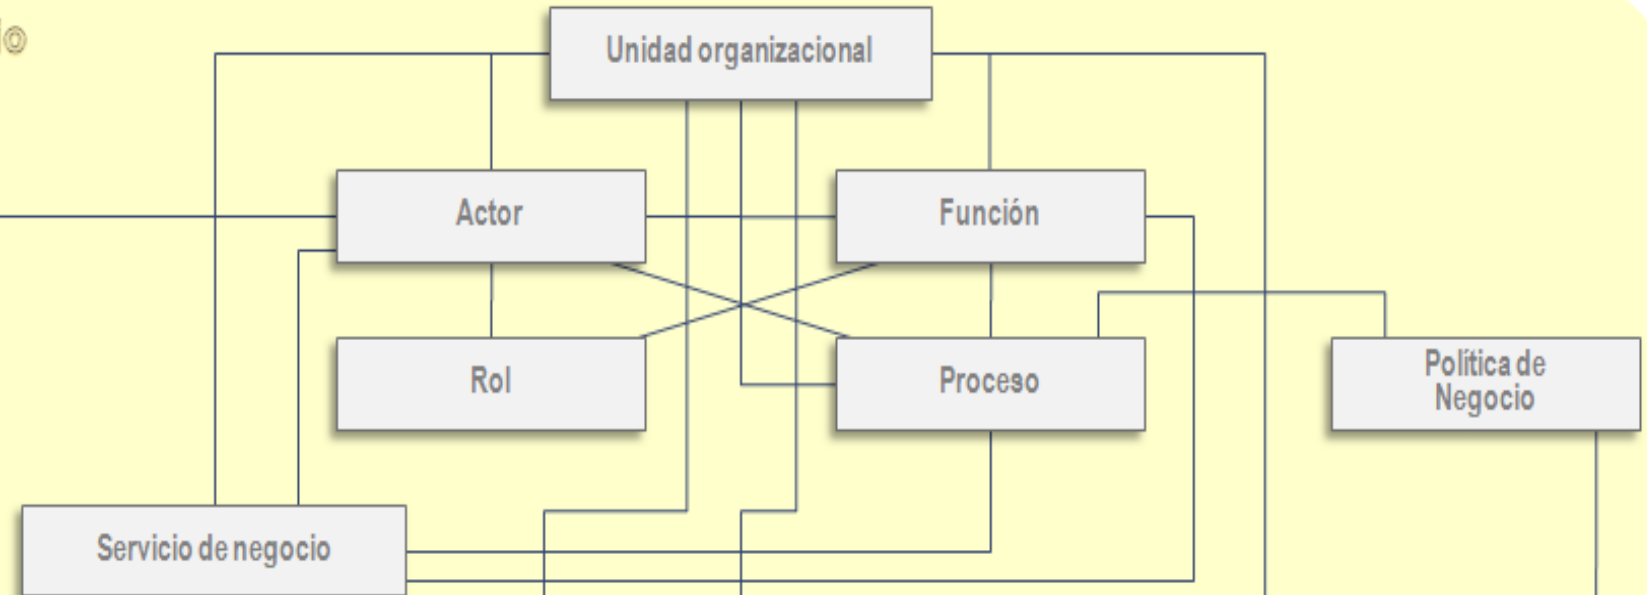 Unidad organizacional
Actor
Función
Rol
Proceso
Política de
Negocio
Servicio de negocio